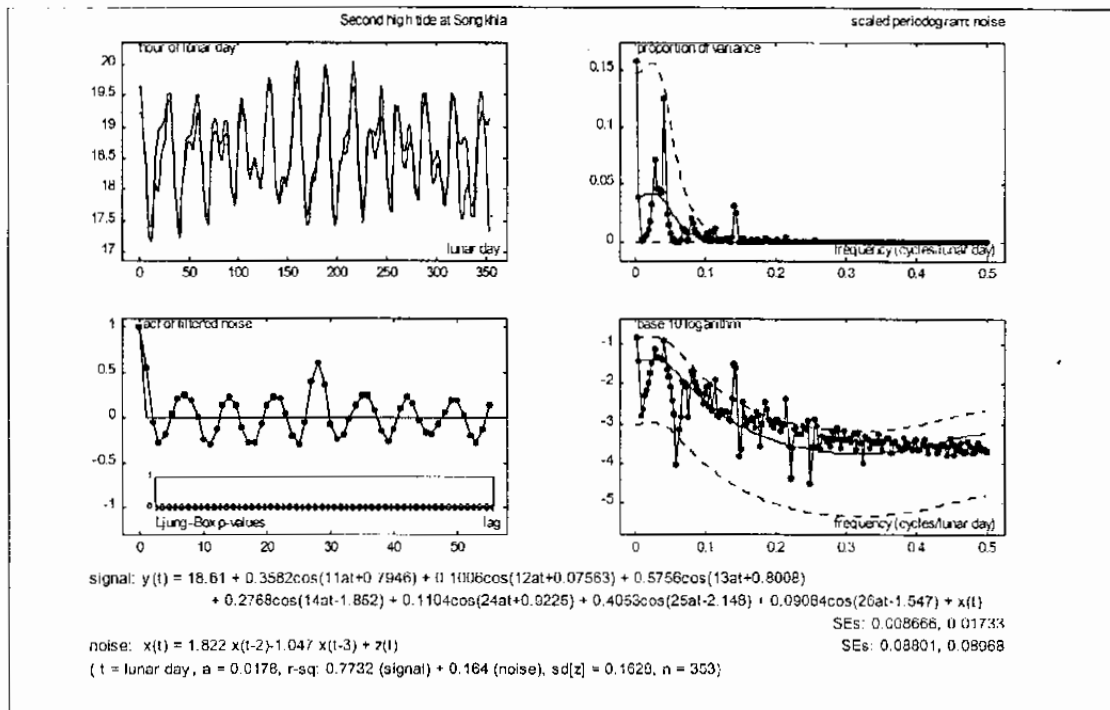 Second high tide at Songkhla
scaled periodogram: noise
hour of lunar day
proportion of variance
20
19.5
19
18.5
18
17.5
17
lunar day
0 50 100 150 200 250 300 350
0.15
0.1
0.05
0
frequency (cycles/lunar day)
0 0.1 0.2 0.3 0.4 0.5
acf of filtered noise
base 10 logarithm
1
0.5
0
-0.5
-1
1
0
Ljung-Box p-values
lag
0 10 20 30 40 50
-1
-2
-3
-4
-5
frequency (cycles/lunar day)
0 0.1 0.2 0.3 0.4 0.5
signal: y(t) = 18.61 + 0.3582cos(11at+0.7946) + 0.1006cos(12at+0.07563) + 0.5756cos(13at+0.8008)
+ 0.2768cos(14at-1.862) + 0.1104cos(24at+0.9225) + 0.4053cos(25at-2.148) + 0.09084cos(26at-1.547) + x(t)
SEs: 0.008666, 0.01733
noise: x(t) = 1.822 x(t-2)-1.047 x(t-3) + z(t)
SEs: 0.08801, 0.08968
( t = lunar day, a = 0.0178, r-sq: 0.7732 (signal) + 0.164 (noise), sd[z] = 0.1628, n = 353)